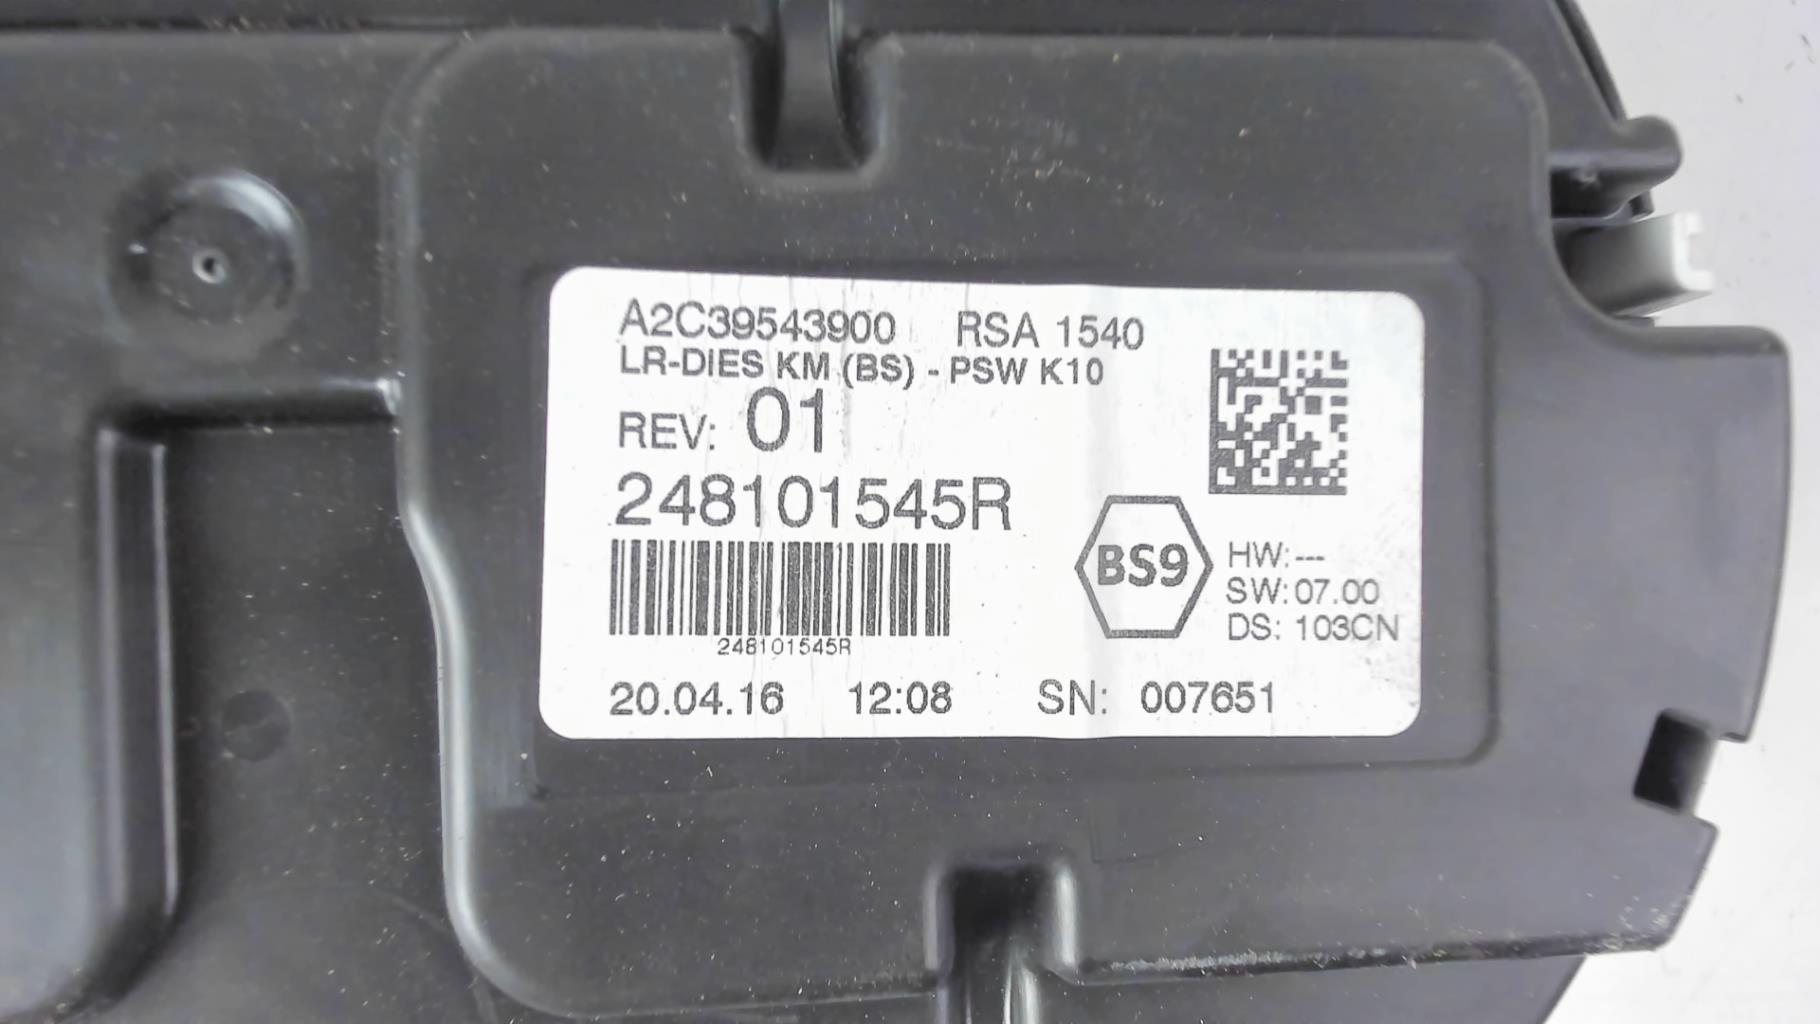 A2C39543900 RSA 1540
LR-DIES KM (BS) - PSW K10
REV: 01
248101545R
BS9
HW:---
SW:07.00
DS: 103CN
248101545R
20.04.16 12:08 SN: 007651